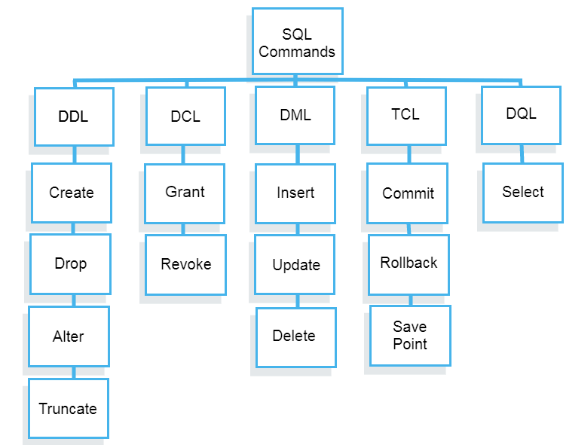 SQL
Commands
DDL
DCL
DML
TCL
DQL
Create
Grant
Insert
Commit
Select
Drop
Revoke
Update
Rollback
Alter
Delete
Save
Point
Truncate